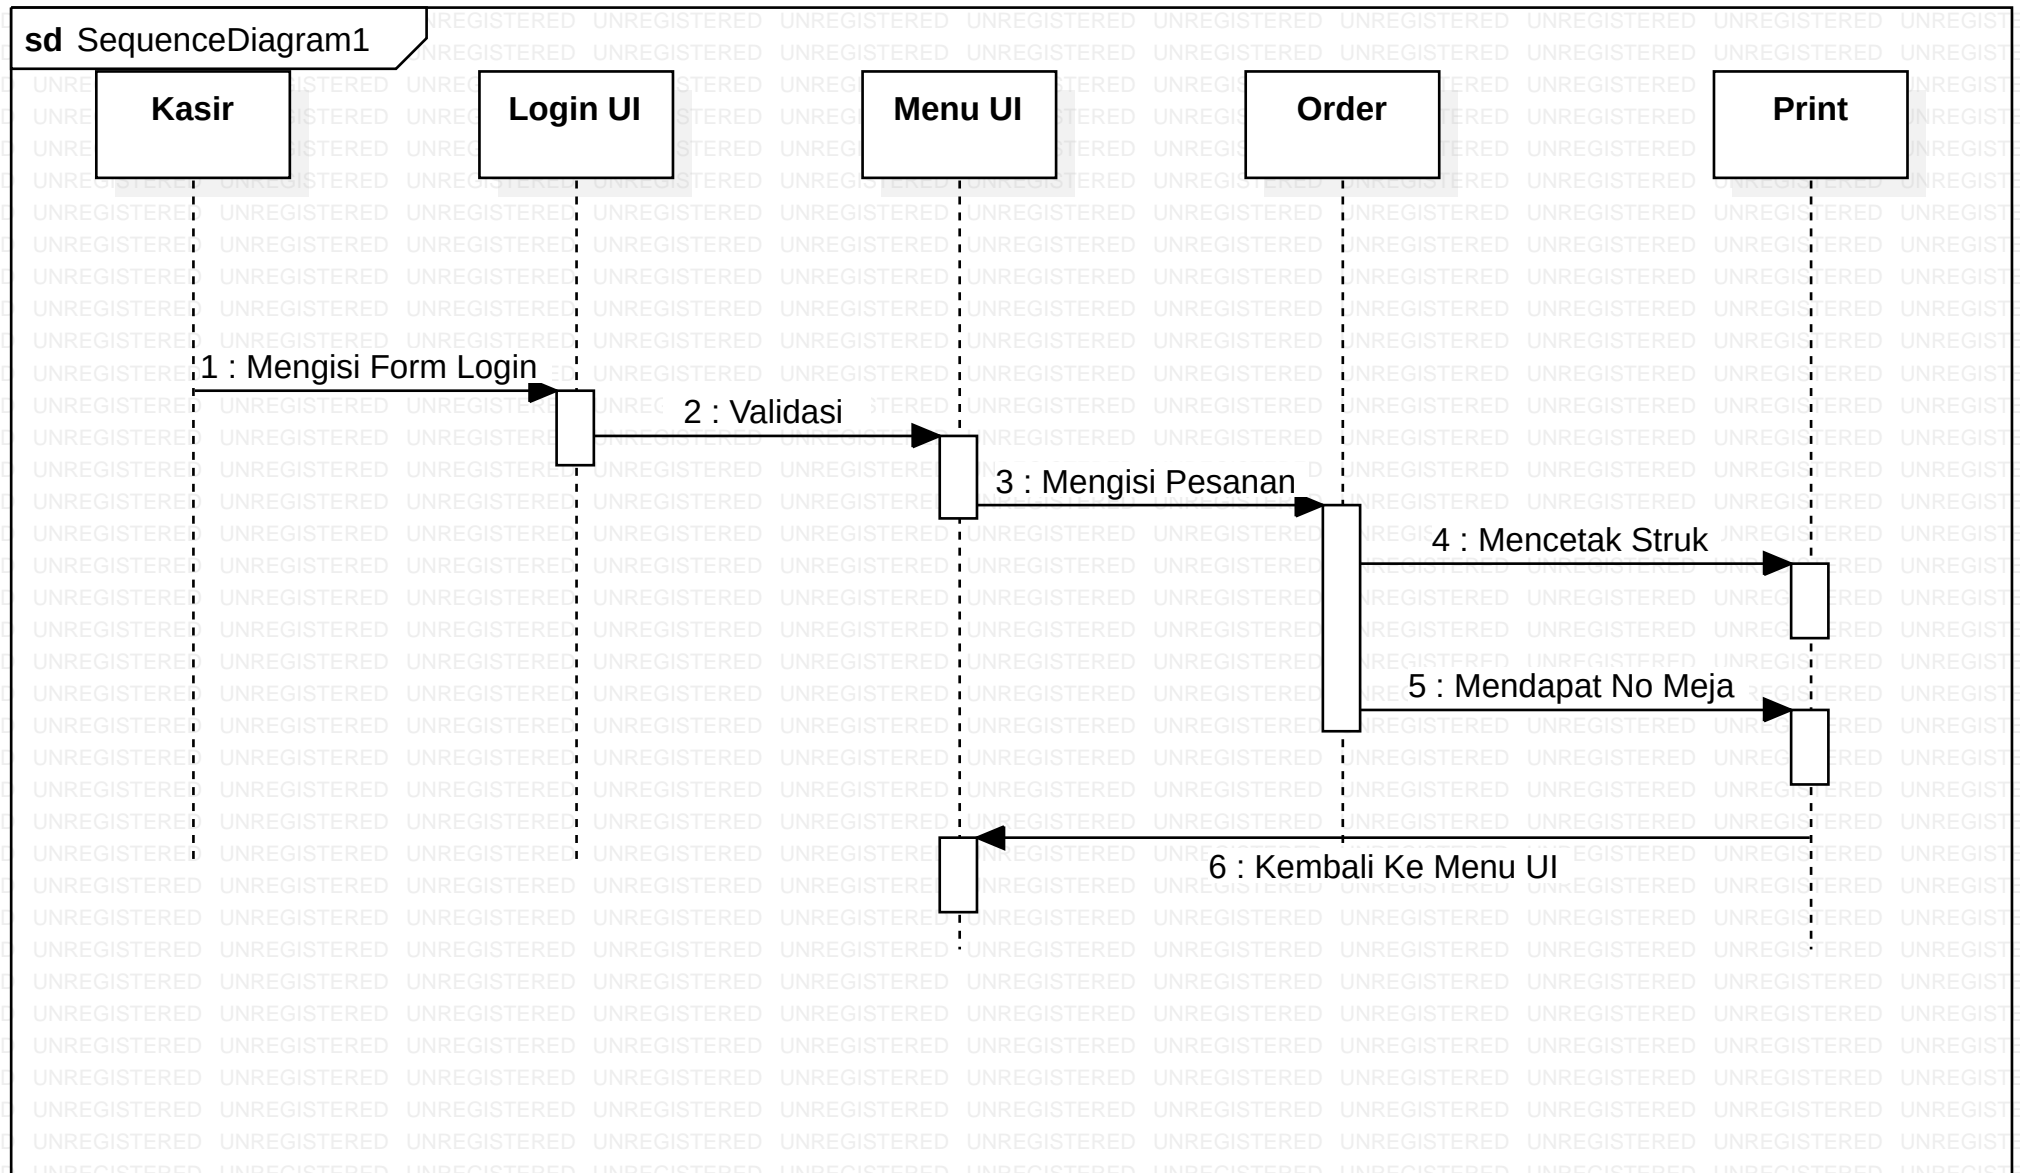 sd SequenceDiagram1
Kasir
Login UI
Menu UI
Order
Print
1 : Mengisi Form Login
2 : Validasi
3 : Mengisi Pesanan
4 : Mencetak Struk
5 : Mendapat No Meja
6 : Kembali Ke Menu UI
UNREGISTERED